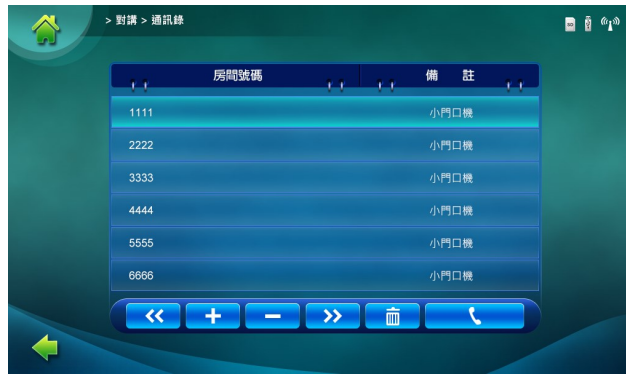 > 對講 > 通訊錄
房間號碼 備 註
1111 小門口機
2222 小門口機
3333 小門口機
4444 小門口機
5555 小門口機
6666 小門口機